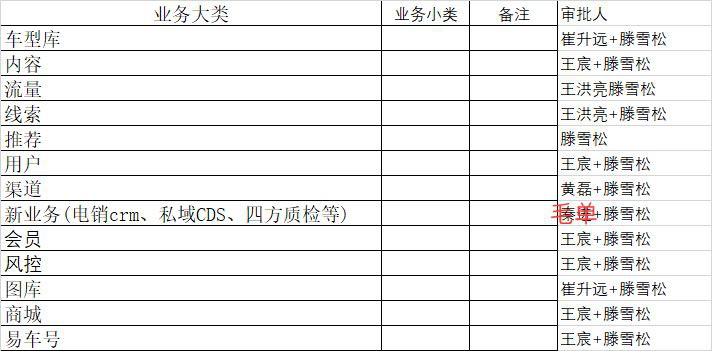 业务大类 业务小类 备注 审批人
车型库 崔升远+滕雪松
内容 王宸+滕雪松
流量 王洪亮滕雪松
线索 王洪亮+滕雪松
推荐 滕雪松
用户 王宸+滕雪松
渠道 黄磊+滕雪松
新业务(电销crm、私域CDS、四方质检等) 毛单+滕雪松
会员 王宸+滕雪松
风控 王宸+滕雪松
图库 崔升远+滕雪松
商城 王宸+滕雪松
易车号 王宸+滕雪松